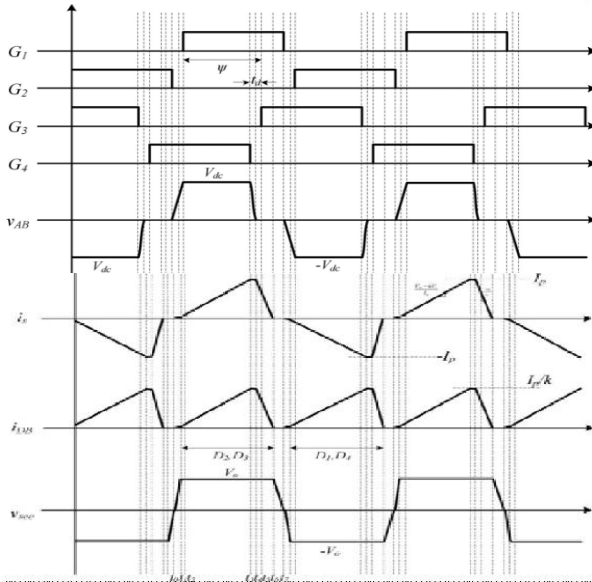 G1
ψ
G2
td
G3
G4
Vdc
vAB
Vdc
-Vdc
Ip
is
-Ip
Ip/k
iDB
D2, D3
D1, D4
Vo
vsec
-Vo